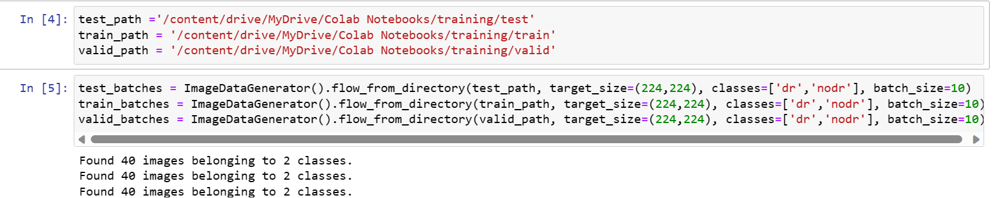 In [4]:
test_path ='/content/drive/MyDrive/Colab Notebooks/training/test'
train_path = '/content/drive/MyDrive/Colab Notebooks/training/train'
valid_path = '/content/drive/MyDrive/Colab Notebooks/training/valid'
In [5]:
test_batches = ImageDataGenerator().flow_from_directory(test_path, target_size=(224,224), classes=['dr','nodr'], batch_size=10)
train_batches = ImageDataGenerator().flow_from_directory(train_path, target_size=(224,224), classes=['dr','nodr'], batch_size=10)
valid_batches = ImageDataGenerator().flow_from_directory(valid_path, target_size=(224,224), classes=['dr','nodr'], batch_size=10)
Found 40 images belonging to 2 classes.
Found 40 images belonging to 2 classes.
Found 40 images belonging to 2 classes.